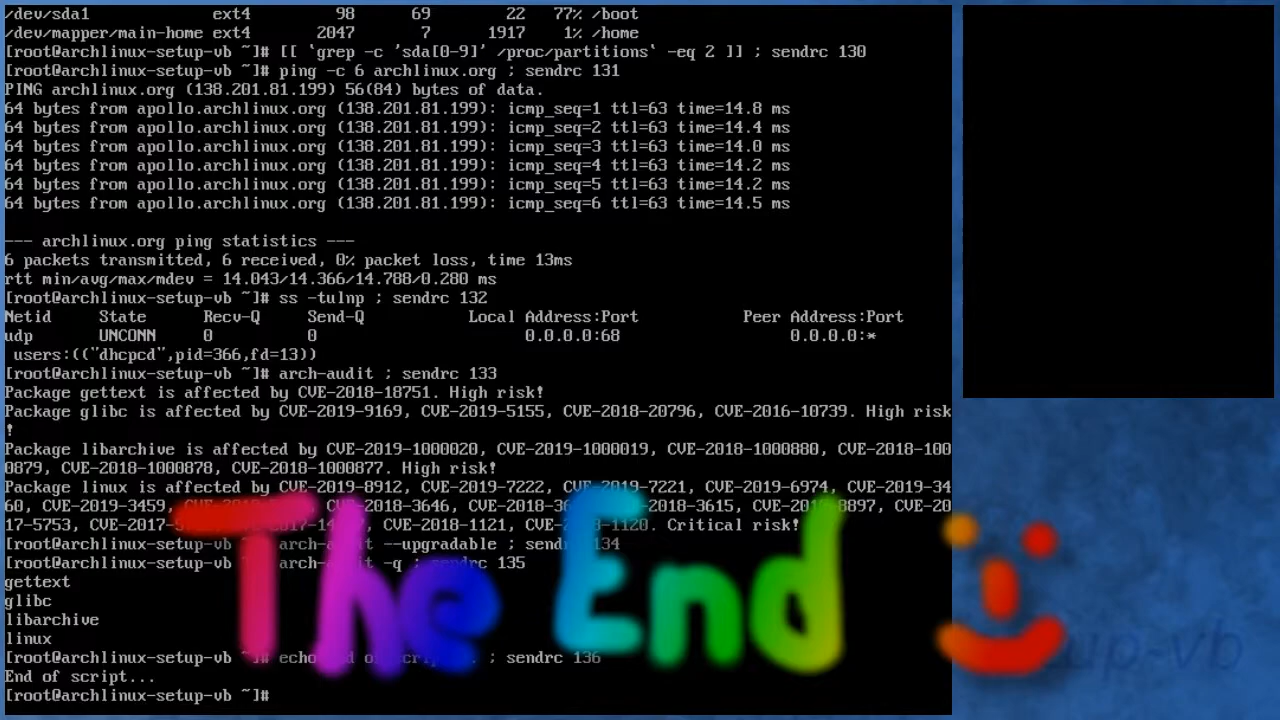 /dev/sda1 ext4 98 69 22 77% /boot
/dev/mapper/main-home ext4 2047 7 1917 1% /home
[root@archlinux-setup-vb ~]# [[ `grep -c 'sda[0-9]' /proc/partitions` -eq 2 ]] ; sendrc 130
[root@archlinux-setup-vb ~]# ping -c 6 archlinux.org ; sendrc 131
PING archlinux.org (138.201.81.199) 56(84) bytes of data.
64 bytes from apollo.archlinux.org (138.201.81.199): icmp_seq=1 ttl=63 time=14.8 ms
64 bytes from apollo.archlinux.org (138.201.81.199): icmp_seq=2 ttl=63 time=14.4 ms
64 bytes from apollo.archlinux.org (138.201.81.199): icmp_seq=3 ttl=63 time=14.0 ms
64 bytes from apollo.archlinux.org (138.201.81.199): icmp_seq=4 ttl=63 time=14.2 ms
64 bytes from apollo.archlinux.org (138.201.81.199): icmp_seq=5 ttl=63 time=14.2 ms
64 bytes from apollo.archlinux.org (138.201.81.199): icmp_seq=6 ttl=63 time=14.5 ms
--- archlinux.org ping statistics ---
6 packets transmitted, 6 received, 0% packet loss, time 13ms
rtt min/avg/max/mdev = 14.043/14.366/14.788/0.280 ms
[root@archlinux-setup-vb ~]# ss -tulnp ; sendrc 132
Netid State Recv-Q Send-Q Local Address:Port Peer Address:Port
udp UNCONN 0 0 0.0.0.0:68 0.0.0.0:*
users:(("dhcpcd",pid=366,fd=13))
[root@archlinux-setup-vb ~]# arch-audit ; sendrc 133
Package gettext is affected by CVE-2018-18751. High risk!
Package glibc is affected by CVE-2019-9169, CVE-2019-5155, CVE-2018-20796, CVE-2016-10739. High risk
!
Package libarchive is affected by CVE-2019-1000020, CVE-2019-1000019, CVE-2018-1000880, CVE-2018-100
0879, CVE-2018-1000878, CVE-2018-1000877. High risk!
Package linux is affected by CVE-2019-8912, CVE-2019-7222, CVE-2019-7221, CVE-2019-6974, CVE-2019-34
60, CVE-2019-3459, CVE-2018-3646, CVE-2018-3615, 8897, CVE-20
17-5753, CVE-2018-1121, 1120. Critical risk!
[root@archlinux-setup-vb ~]# arch-audit --upgradable ; sendrc 134
[root@archlinux-setup-vb ~]# arch-audit -q ; sendrc 135
gettext
glibc
libarchive
linux
[root@archlinux-setup-vb ~]# echo ; sendrc 136
End of script...
[root@archlinux-setup-vb ~]#
The End
up-vb